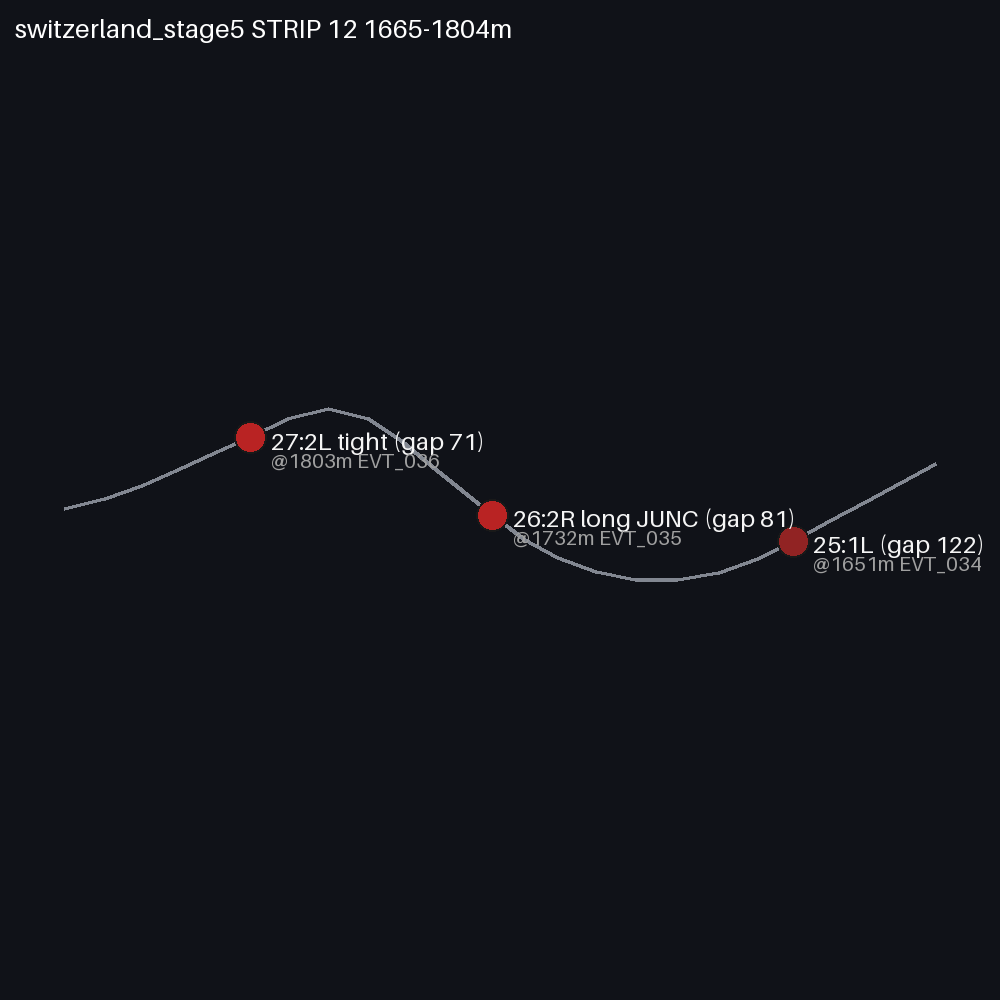 switzerland_stage5 STRIP 12 1665-1804m
27:2L tight (gap 71)
@1803m EVT_036
26:2R long JUNC (gap 81)
@1732m EVT_035
25:1L (gap 122)
@1651m EVT_034